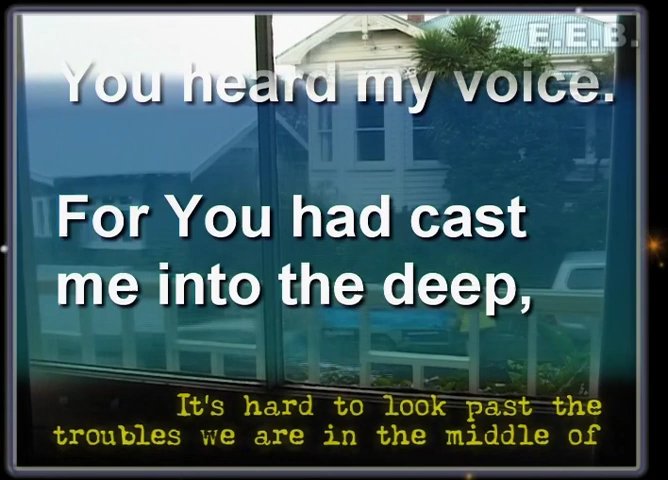 E.E.B.
You heard my voice.
For You had cast
me into the deep,
It's hard to look past the
troubles we are in the middle of